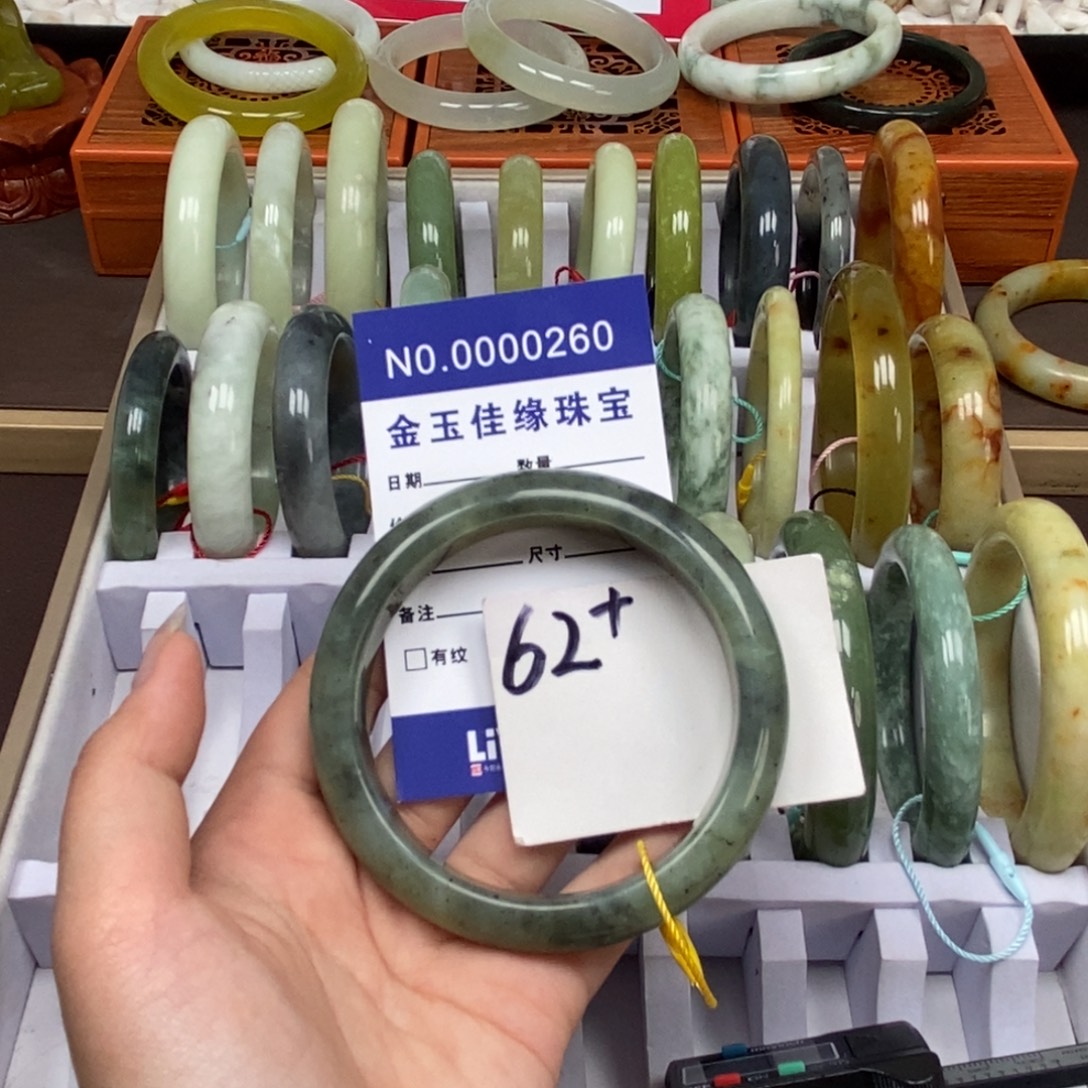 N0.0000260
金玉佳缘珠宝
日期 数量
尺寸
备注
有纹
62+
Li